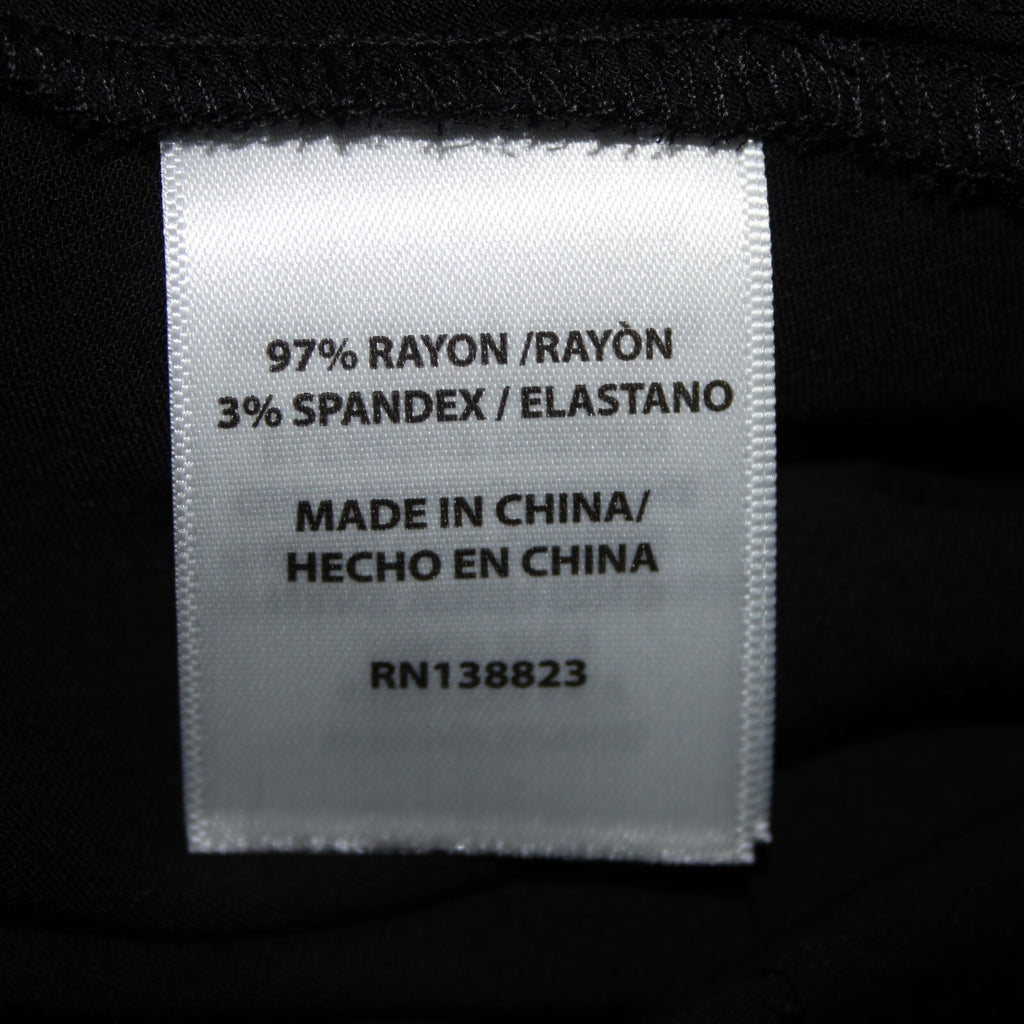 97% RAYON /RAYÒN
3% SPANDEX / ELASTANO
MADE IN CHINA/
HECHO EN CHINA
RN138823